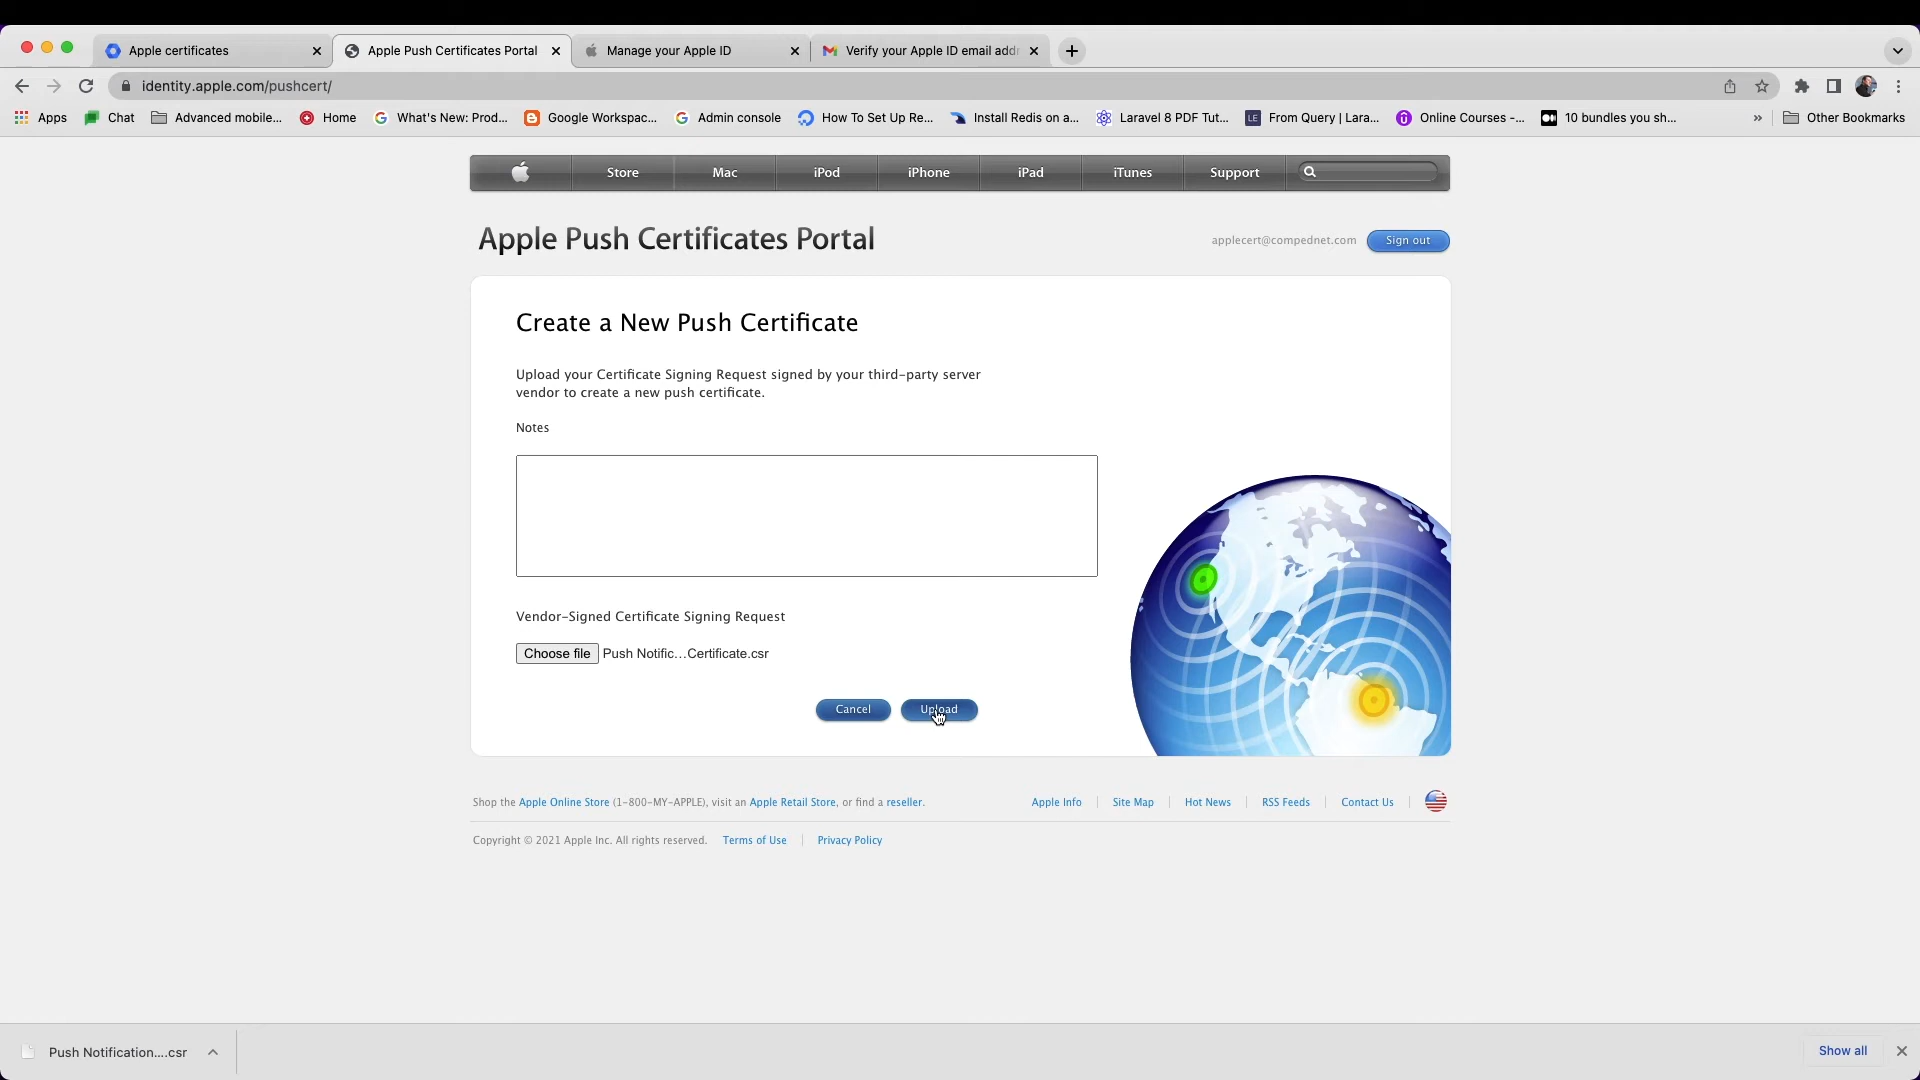 Apple certificates
Apple Push Certificates Portal
Manage your Apple ID
Verify your Apple ID email addr
identity.apple.com/pushcert/
Apps
Chat
Advanced mobile...
Home
What's New: Prod...
Google Workspac...
Admin console
How To Set Up Re...
Install Redis on a...
Laravel 8 PDF Tut...
LE
From Query | Lara...
Online Courses -...
10 bundles you sh...
»
Other Bookmarks
Store
Mac
iPod
iPhone
iPad
iTunes
Support
Apple Push Certificates Portal
applecert@compednet.com
Sign out
Create a New Push Certificate
Upload your Certificate Signing Request signed by your third-party server
vendor to create a new push certificate.
Notes
Vendor-Signed Certificate Signing Request
Choose file Push Notific...Certificate.csr
Cancel
Upload
Shop the Apple Online Store (1-800-MY-APPLE), visit an Apple Retail Store, or find a reseller.
Apple Info
Site Map
Hot News
RSS Feeds
Contact Us
Copyright © 2021 Apple Inc. All rights reserved.
Terms of Use
Privacy Policy
Push Notification....csr
Show all